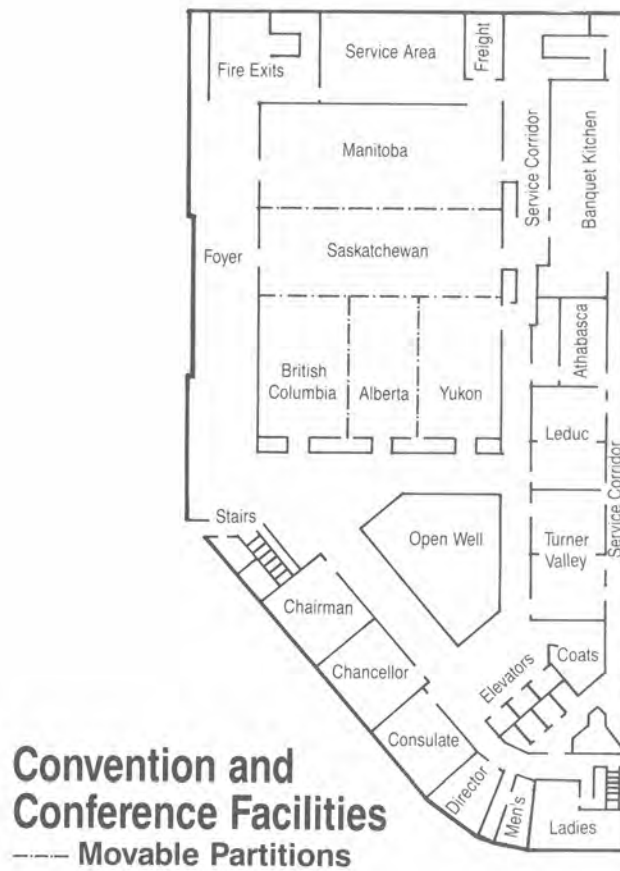 Fire Exits
Service Area
Freight
Manitoba
Service Corridor
Banquet Kitchen
Foyer
Saskatchewan
British
Columbia
Alberta
Yukon
Athabasca
Leduc
Service Corridor
Stairs
Open Well
Turner
Valley
Chairman
Chancellor
Elevators
Coats
Consulate
Director
Men's
Ladies
Convention and
Conference Facilities
Movable Partitions